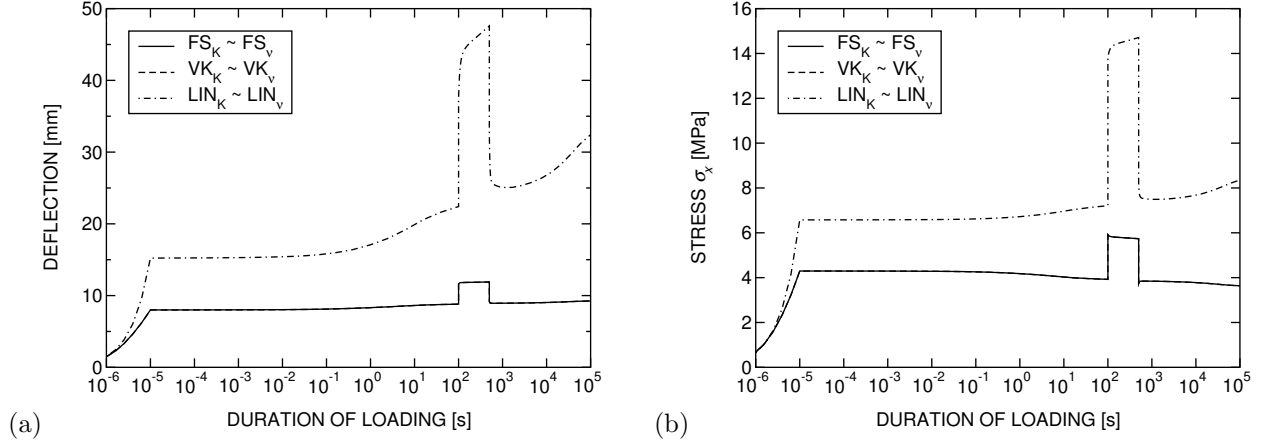 50
40
30
20
10
0
DEFLECTION [mm]
FS_K ~ FS_ν
VK_K ~ VK_ν
LIN_K ~ LIN_ν
10^-6 10^-5 10^-4 10^-3 10^-2 10^-1 10^0 10^1 10^2 10^3 10^4 10^5
DURATION OF LOADING [s]
(a)
16
14
12
10
8
6
4
2
0
STRESS σ_x [MPa]
FS_K ~ FS_ν
VK_K ~ VK_ν
LIN_K ~ LIN_ν
10^-6 10^-5 10^-4 10^-3 10^-2 10^-1 10^0 10^1 10^2 10^3 10^4 10^5
DURATION OF LOADING [s]
(b)